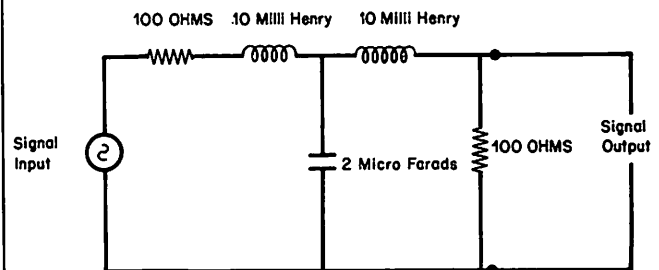 100 OHMS .10 Milli Henry 10 Milli Henry
Signal
Input
2 Micro Farads
100 OHMS
Signal
Output